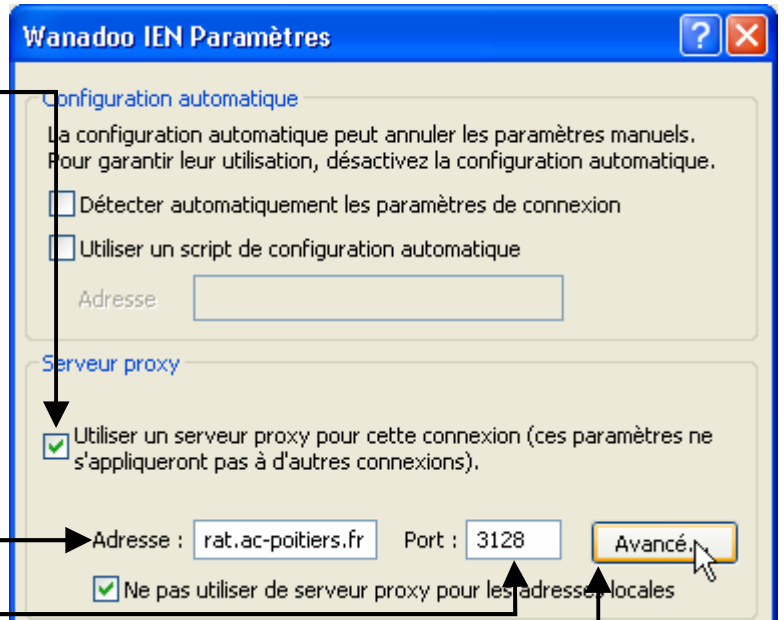 Wanadoo IEN Paramètres
Configuration automatique
La configuration automatique peut annuler les paramètres manuels.
Pour garantir leur utilisation, désactivez la configuration automatique.
Détecter automatiquement les paramètres de connexion
Utiliser un script de configuration automatique
Adresse
Serveur proxy
Utiliser un serveur proxy pour cette connexion (ces paramètres ne
s'appliqueront pas à d'autres connexions).
Adresse : rat.ac-poitiers.fr Port : 3128 Avancé...
Ne pas utiliser de serveur proxy pour les adresses locales